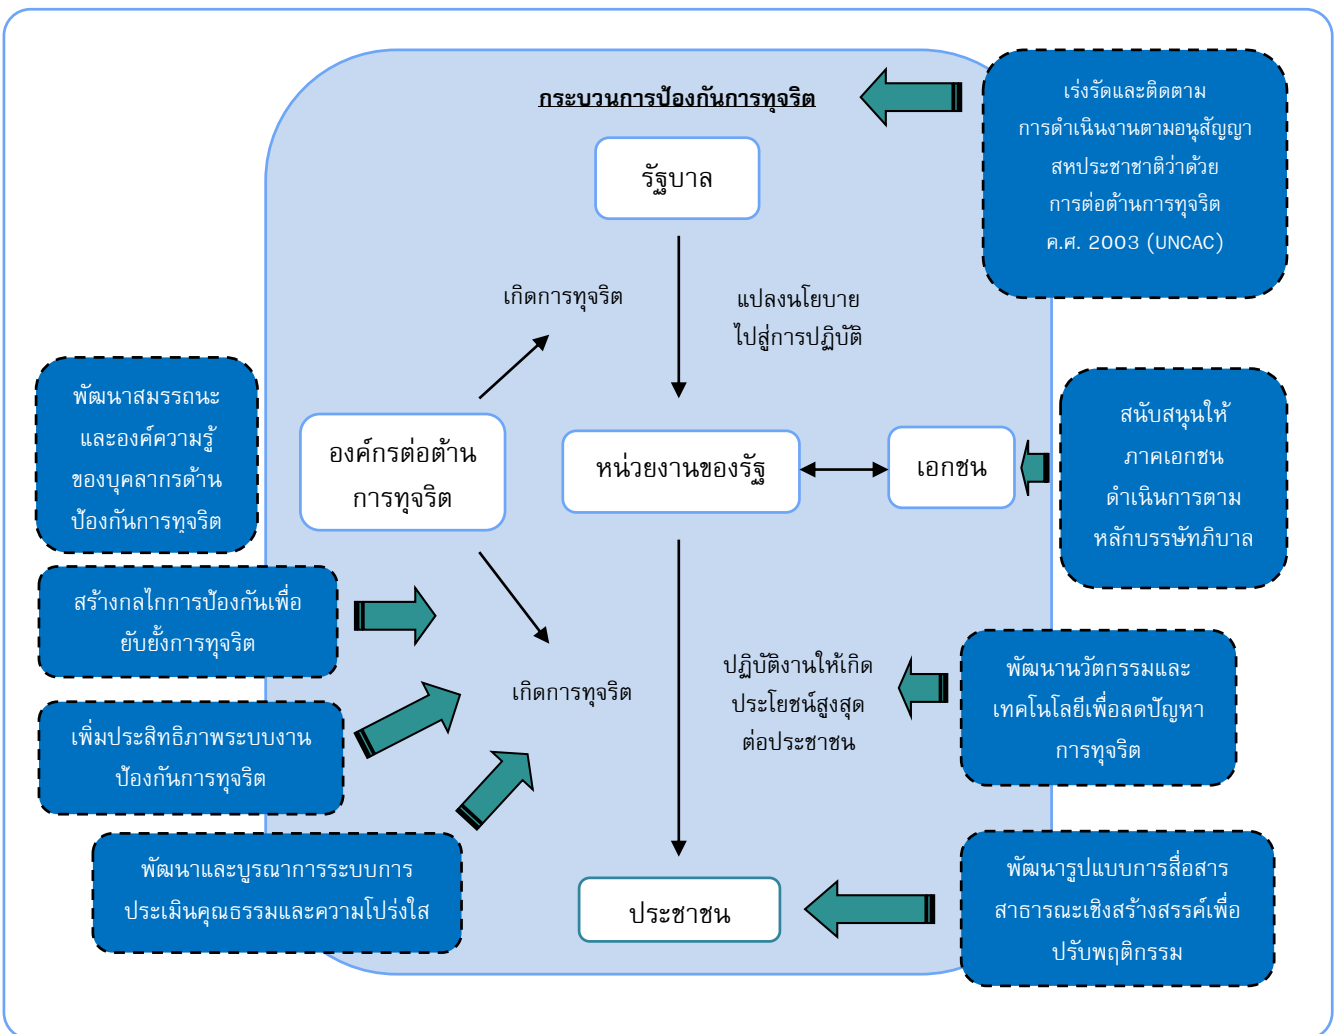 กระบวนการป้องกันการทุจริต
เร่งรัดและติดตาม
การดำเนินงานตามอนุสัญญา
สหประชาชาติว่าด้วย
การต่อต้านการทุจริต
ค.ศ. 2003 (UNCAC)
รัฐบาล
เกิดการทุจริต
แปลงนโยบาย
ไปสู่การปฏิบัติ
พัฒนาสมรรถนะ
และองค์ความรู้
ของบุคลากรด้าน
ป้องกันการทุจริต
องค์กรต่อต้าน
การทุจริต
หน่วยงานของรัฐ
เอกชน
สนับสนุนให้
ภาคเอกชน
ดำเนินการตาม
หลักบรรษัทภิบาล
สร้างกลไกการป้องกันเพื่อ
ยับยั้งการทุจริต
เกิดการทุจริต
ปฏิบัติงานให้เกิด
ประโยชน์สูงสุด
ต่อประชาชน
พัฒนานวัตกรรมและ
เทคโนโลยีเพื่อลดปัญหา
การทุจริต
เพิ่มประสิทธิภาพระบบงาน
ป้องกันการทุจริต
พัฒนาและบูรณาการระบบการ
ประเมินคุณธรรมและความโปร่งใส
ประชาชน
พัฒนารูปแบบการสื่อสาร
สาธารณะเชิงสร้างสรรค์เพื่อ
ปรับพฤติกรรม